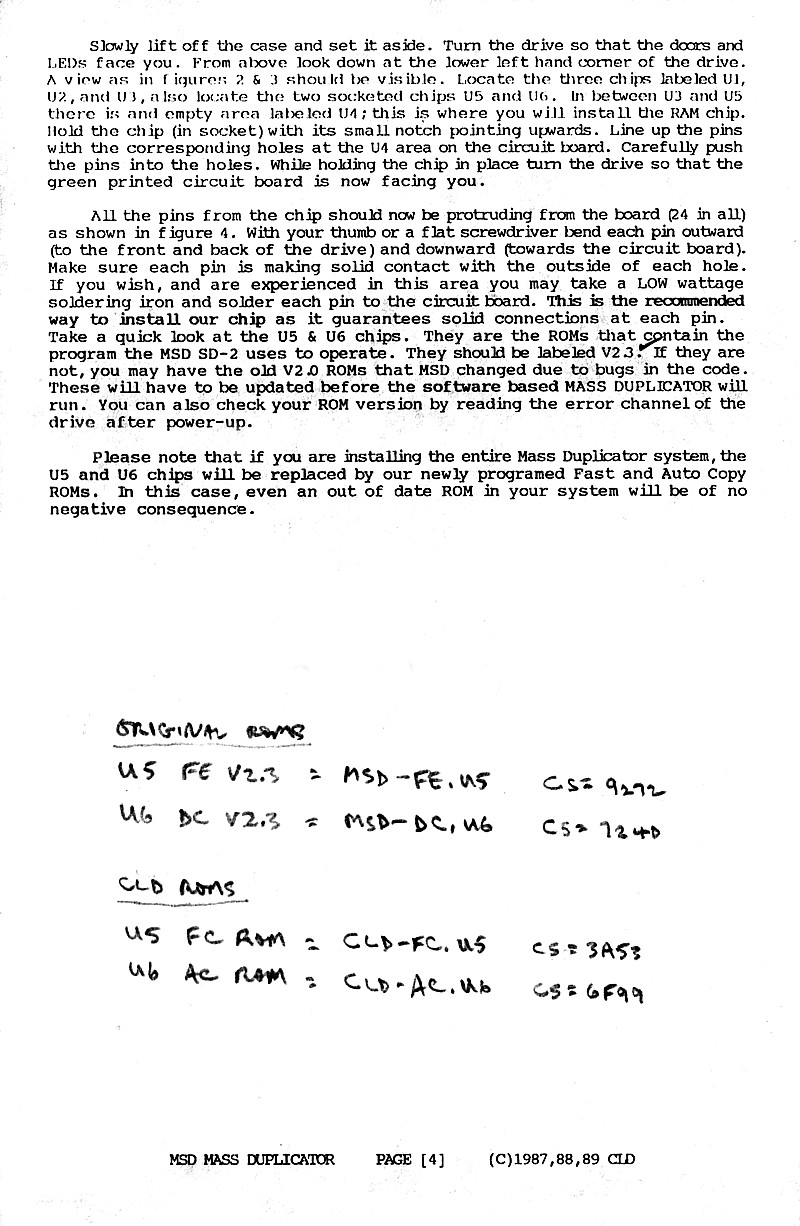 Slowly lift off the case and set it aside. Turn the drive so that the doors and
LEDs face you. From above look down at the lower left hand corner of the drive.
A view as in figures 2 & 3 should be visible. Locate the three chips labeled U1,
U2, and U3, also locate the two socketed chips U5 and U6. In between U3 and U5
there is and empty area labeled U4; this is where you will install the RAM chip.
Hold the chip (in socket) with its small notch pointing upwards. Line up the pins
with the corresponding holes at the U4 area on the circuit board. Carefully push
the pins into the holes. While holding the chip in place turn the drive so that the
green printed circuit board is now facing you.
All the pins from the chip should now be protruding from the board (24 in all)
as shown in figure 4. With your thumb or a flat screwdriver bend each pin outward
(to the front and back of the drive) and downward (towards the circuit board).
Make sure each pin is making solid contact with the outside of each hole.
If you wish, and are experienced in this area you may take a LOW wattage
soldering iron and solder each pin to the circuit board. This is the recommended
way to install our chip as it guarantees solid connections at each pin.
Take a quick look at the U5 & U6 chips. They are the ROMs that contain the
program the MSD SD-2 uses to operate. They should be labeled V2.3. If they are
not, you may have the old V2.0 ROMs that MSD changed due to bugs in the code.
These will have to be updated before the software based MASS DUPLICATOR will
run. You can also check your ROM version by reading the error channel of the
drive after power-up.
Please note that if you are installing the entire Mass Duplicator system, the
U5 and U6 chips will be replaced by our newly programed Fast and Auto Copy
ROMs. In this case, even an out of date ROM in your system will be of no
negative consequence.
ORIGINAL ROMS
U5 FE V2.3 = MSD-FE.U5 CS= 9272
U6 DC V2.3 = MSD-DC.U6 CS= 7240
CLD ROMS
U5 FC ROM = CLD-FC.U5 CS= 3A53
U6 AC ROM = CLD-AC.U6 CS= 6F99
MSD MASS DUPLICATOR PAGE [4] (C)1987,88,89 CLD